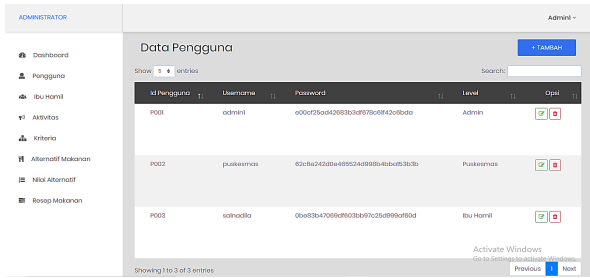 ADMINISTRATOR
Admin1
Dashboard
Pengguna
Ibu Hamil
Aktivitas
Kriteria
Alternatif Makanan
Nilai Alternatif
Resep Makanan
Data Pengguna
+ TAMBAH
Show 5 entries
Search:
Id Pengguna Username Password Level Opsi
P001 admin1 e00cf25ad42683b3df678c61f42c6bda Admin
P002 puskesmas Puskesmas
P003 salnadila 0be83b47069df603bb97c25d999af60d Ibu Hamil
Activate Windows
Go to Settings to activate Windows.
Showing 1 to 3 of 3 entries
Previous 1 Next